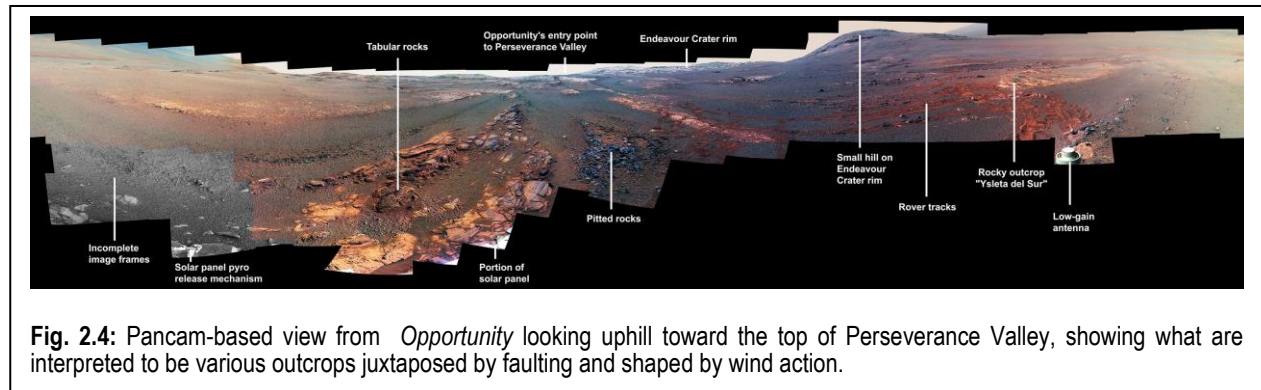 Tabular rocks
Opportunity's entry point
to Perseverance Valley
Endeavour Crater rim
Incomplete
image frames
Solar panel pyro
release mechanism
Portion of
solar panel
Pitted rocks
Small hill on
Endeavour
Crater rim
Rover tracks
Rocky outcrop
"Ysleta del Sur"
Low-gain
antenna
Fig. 2.4: Pancam-based view from Opportunity looking uphill toward the top of Perseverance Valley, showing what are
interpreted to be various outcrops juxtaposed by faulting and shaped by wind action.